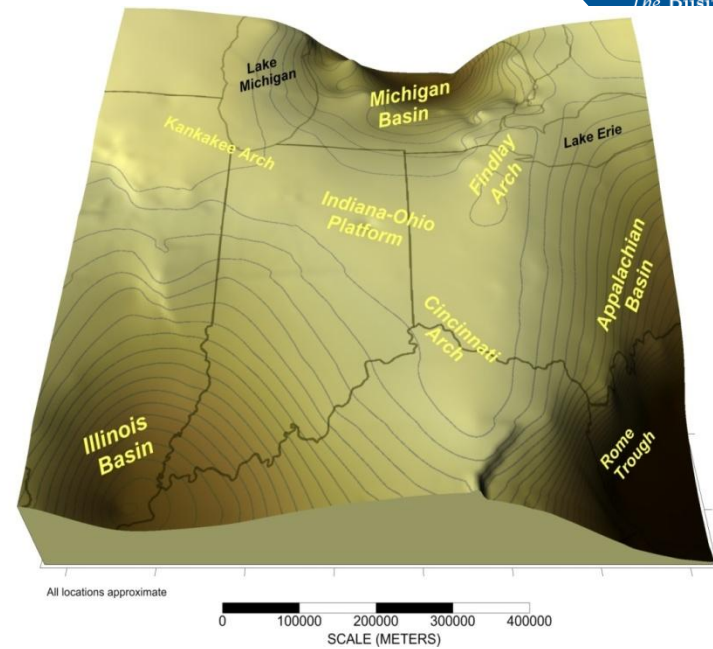 The
Lake
Michigan
Michigan
Basin
Kankakee Arch
Lake Erie
Findlay
Arch
Indiana-Ohio
Platform
Appalachian
Basin
Cincinnati
Arch
Illinois
Basin
Rome
Trough
All locations approximate
0 100000 200000 300000 400000
SCALE (METERS)